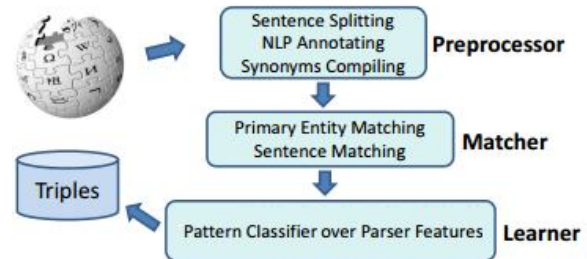 Sentence Splitting
NLP Annotating
Synonyms Compiling
Preprocessor
Primary Entity Matching
Sentence Matching
Matcher
Triples
Pattern Classifier over Parser Features
Learner